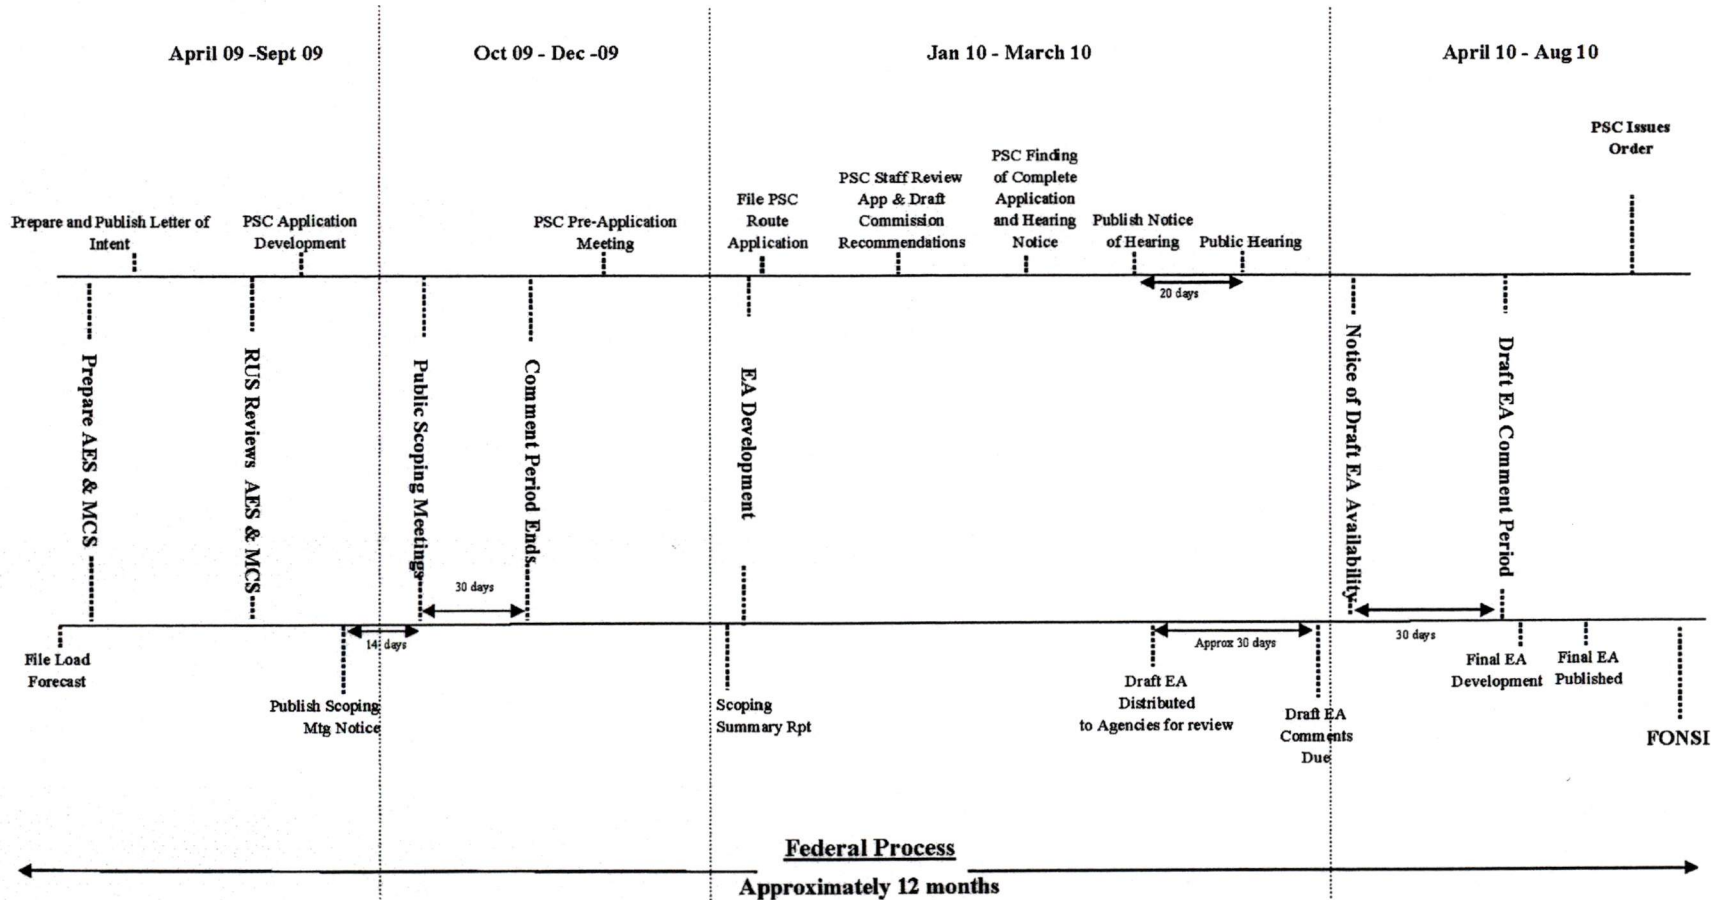 April 09 -Sept 09
Oct 09 - Dec -09
Jan 10 - March 10
April 10 - Aug 10
PSC Issues
Order
Prepare and Publish Letter of
Intent
PSC Application
Development
PSC Pre-Application
Meeting
File PSC
Route
Application
PSC Staff Review
App & Draft
Commission
Recommendations
PSC Finding
of Complete
Application
and Hearing
Notice
Publish Notice
of Hearing
Public Hearing
20 days
Prepare AES & MCS
RUS Reviews AES & MCS
Public Scoping Meetings
Comment Period Ends
EA Development
Notice of Draft EA Availability
Draft EA Comment Period
30 days
14 days
Approx 30 days
30 days
File Load
Forecast
Publish Scoping
Mtg Notice
Scoping
Summary Rpt
Draft EA
Distributed
to Agencies for review
Draft EA
Comments
Due
Final EA
Development
Final EA
Published
FONSI
Federal Process
Approximately 12 months